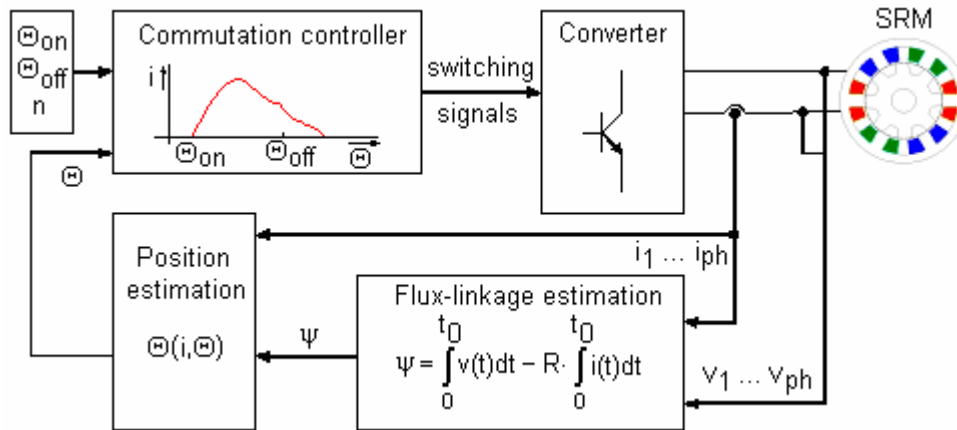 Θon
Θoff
n
Commutation controller
i
Θon
Θoff
Θ
switching
signals
Converter
SRM
Θ
Position
estimation
Θ(i,Θ)
i1 ... iph
Flux-linkage estimation
Ψ
Ψ = ∫ t0 0 v(t)dt − R· ∫ t0 0 i(t)dt
v1 ... vph